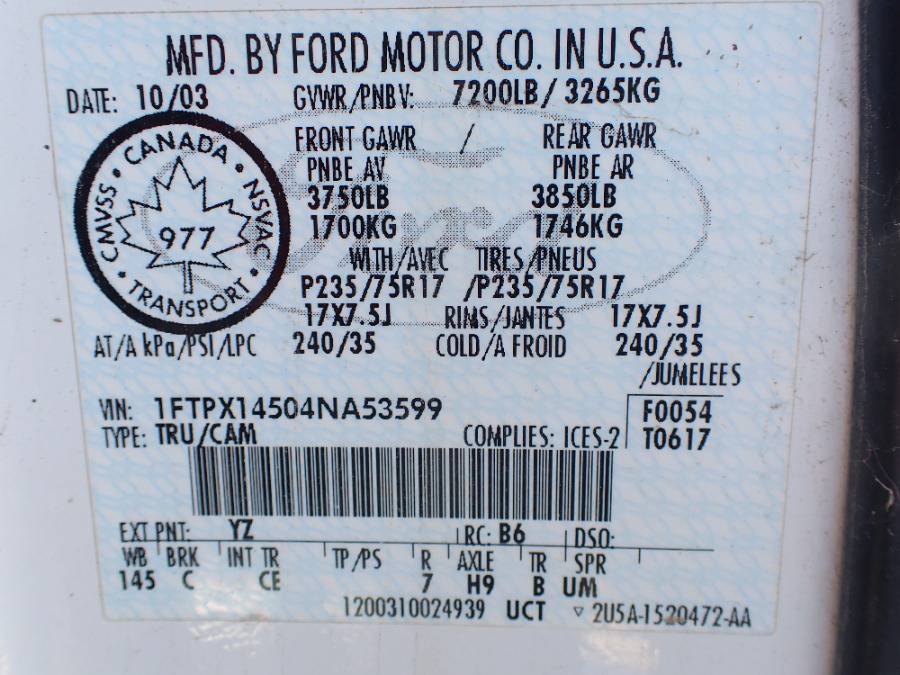 MFD. BY FORD MOTOR CO. IN U.S.A.
DATE: 10/03 GVWR/PNBV: 7200LB/ 3265KG
FRONT GAWR / REAR GAWR
PNBE AV PNBE AR
3750LB 3850LB
1700KG 1746KG
WITH/AVEC TIRES/PNEUS
P235/75R17 /P235/75R17
17X7.5J RIMS/JANTES 17X7.5J
AT/A kPa/PSI/LPC 240/35 COLD/A FROID 240/35
/JUMELEES
CANADA • NSVAC • TRANSPORT • CMVSS •
977
Ford
VIN: 1FTPX14504NA53599 F0054
TYPE: TRU/CAM COMPLIES: ICES-2 T0617
EXT PNT: YZ RC: B6 DSO:
WB BRK INT TR TP/PS R AXLE TR SPR
145 C CE 7 H9 B UM
1200310024939 UCT ▽ 2U5A-1520472-AA